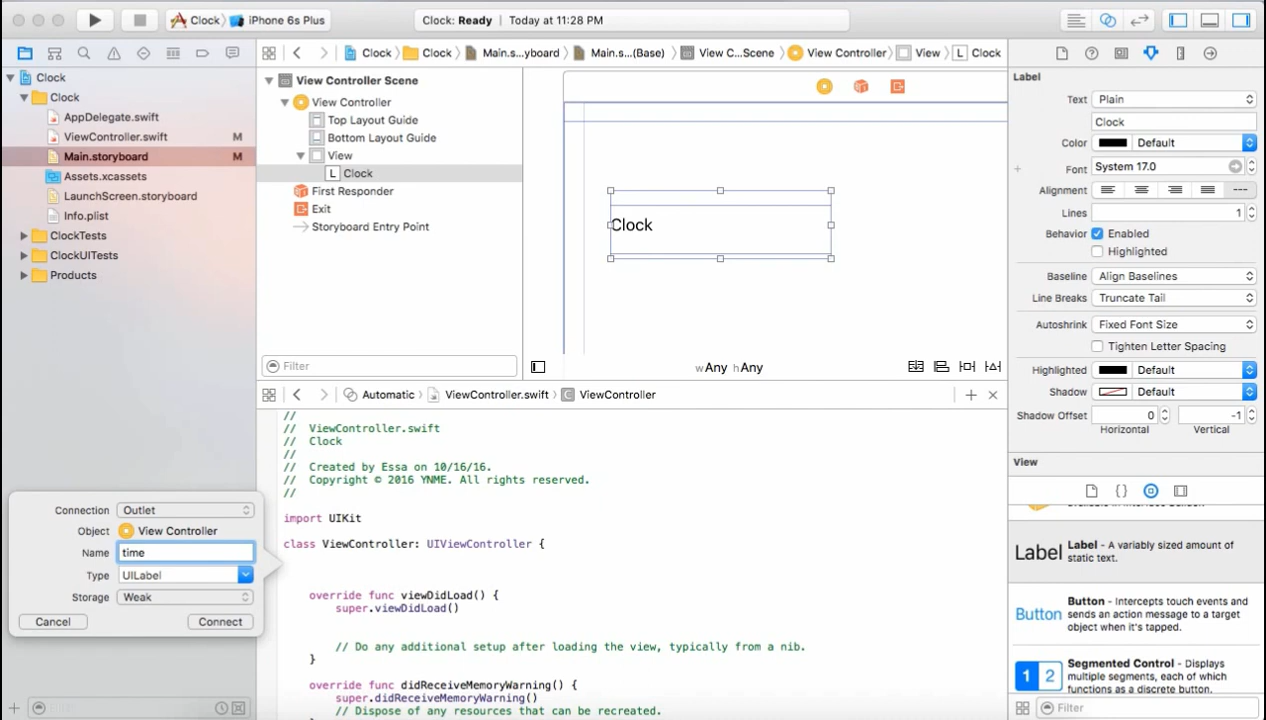 Clock
iPhone 6s Plus
Clock: Ready
Today at 11:28 PM
Clock
Clock
Main.s...yboard
Main.s...(Base)
View C...Scene
View Controller
View
L Clock
Clock
Clock
AppDelegate.swift
ViewController.swift M
Main.storyboard M
Assets.xcassets
LaunchScreen.storyboard
Info.plist
ClockTests
ClockUITests
Products
View Controller Scene
View Controller
Top Layout Guide
Bottom Layout Guide
View
L Clock
First Responder
Exit
Storyboard Entry Point
Filter
Clock
wAny hAny
Label
Text Plain
Clock
Color Default
Font System 17.0
Alignment
Lines 1
Behavior Enabled
Highlighted
Baseline Align Baselines
Line Breaks Truncate Tail
Autoshrink Fixed Font Size
Tighten Letter Spacing
Highlighted Default
Shadow Default
Shadow Offset 0 -1
Horizontal Vertical
View
Automatic
ViewController.swift
C ViewController
//
// ViewController.swift
// Clock
//
// Created by Essa on 10/16/16.
// Copyright © 2016 YNME. All rights reserved.
//
import UIKit
class ViewController: UIViewController {
override func viewDidLoad() {
super.viewDidLoad()
// Do any additional setup after loading the view, typically from a nib.
}
override func didReceiveMemoryWarning() {
super.didReceiveMemoryWarning()
// Dispose of any resources that can be recreated.
Connection Outlet
Object View Controller
Name time
Type UILabel
Storage Weak
Cancel
Connect
Label
Label - A variably sized amount of
static text.
Button
Button - Intercepts touch events and
sends an action message to a target
object when it's tapped.
1 2
Segmented Control - Displays
multiple segments, each of which
functions as a discrete button.
Filter